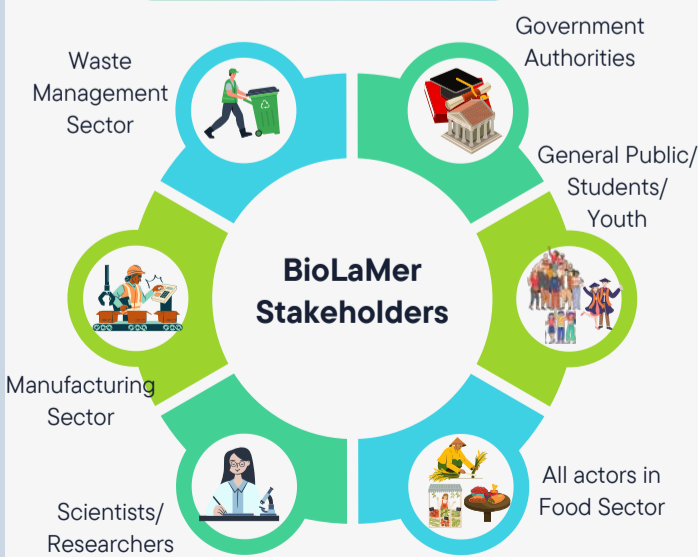 Government
Authorities
Waste
Management
Sector
General Public/
Students/
Youth
BioLaMer
Stakeholders
Manufacturing
Sector
All actors in
Food Sector
Scientists/
Researchers